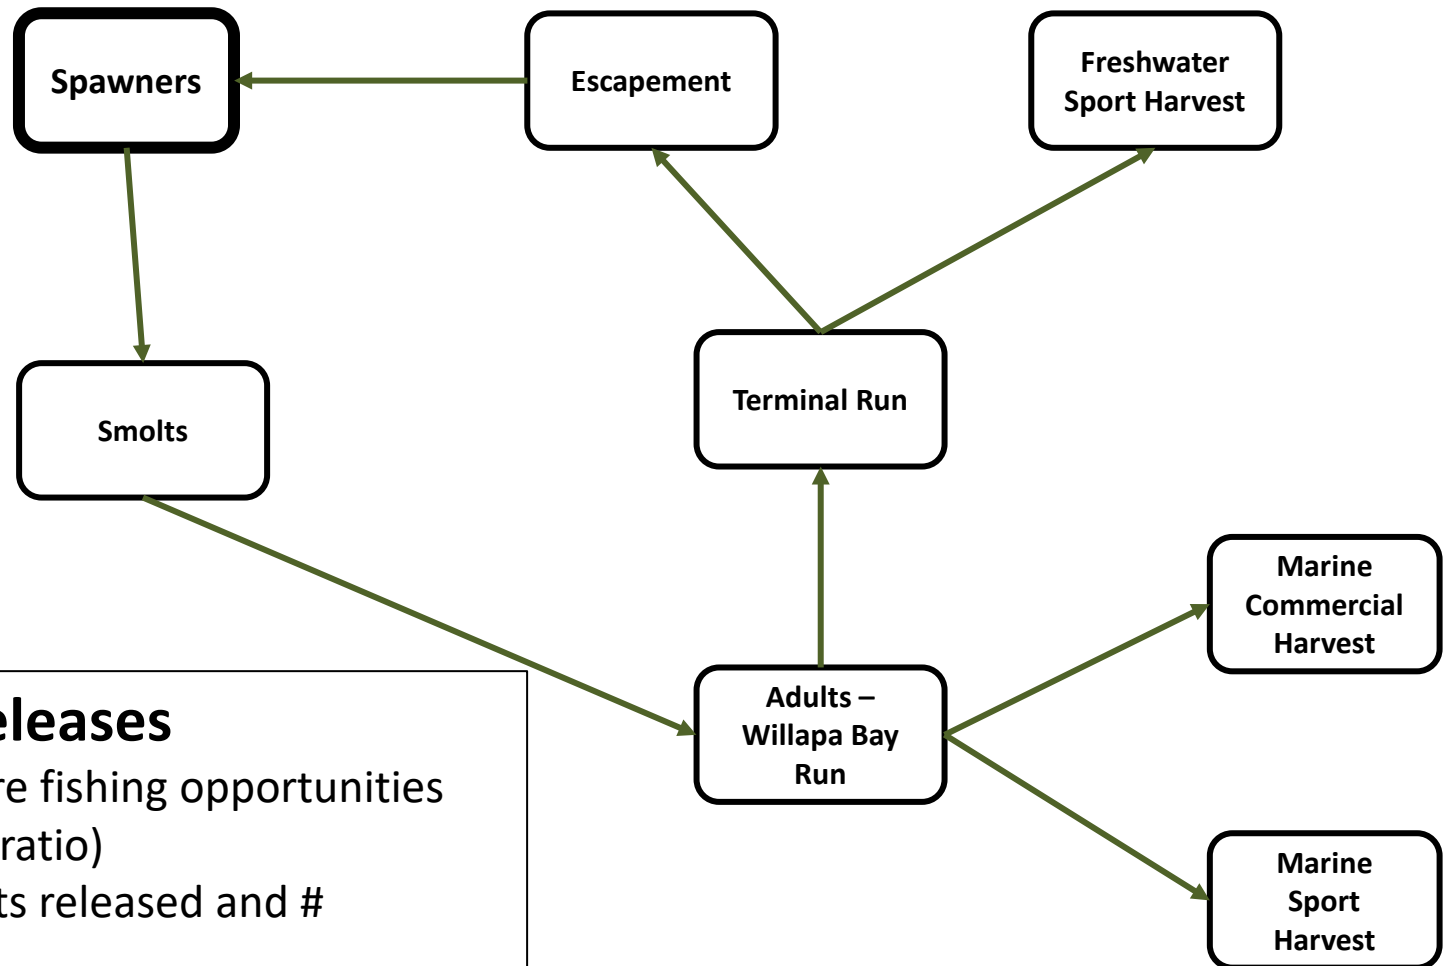 Spawners
Escapement
Freshwater
Sport Harvest
Smolts
Terminal Run
Adults –
Willapa Bay
Run
Marine
Commercial
Harvest
Marine
Sport
Harvest
eleases
re fishing opportunities
ratio)
ts released and #